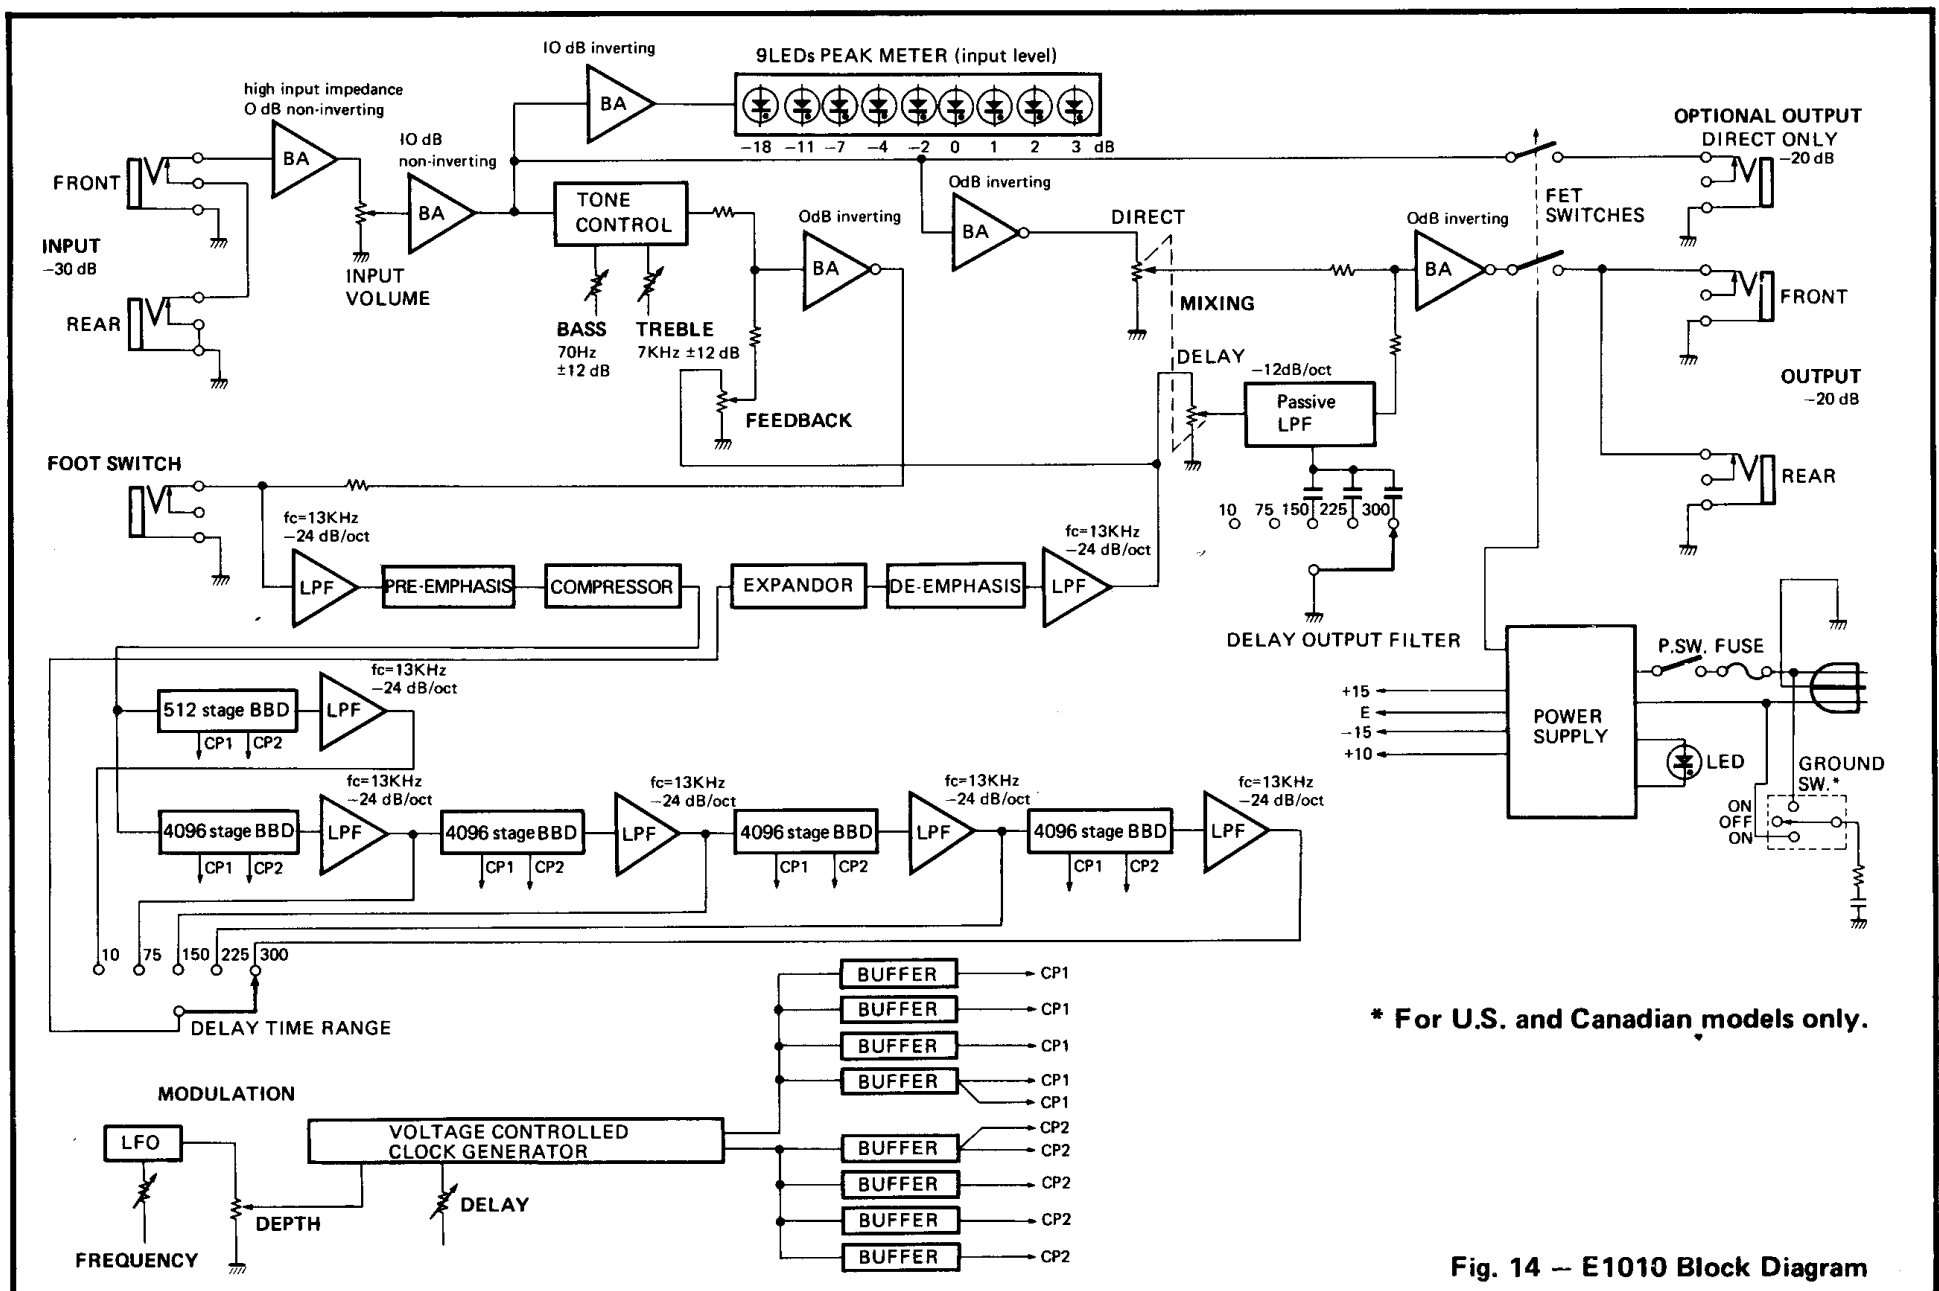 10 dB inverting
9LEDs PEAK METER (input level)
high input impedance
0 dB non-inverting
BA
-18 -11 -7 -4 -2 0 1 2 3 dB
OPTIONAL OUTPUT
DIRECT ONLY
-20 dB
10 dB
non-inverting
BA
BA
FRONT
INPUT
-30 dB
REAR
INPUT
VOLUME
TONE
CONTROL
BASS
70Hz
±12 dB
TREBLE
7KHz ±12 dB
0dB inverting
BA
0dB inverting
BA
DIRECT
MIXING
0dB inverting
BA
FET
SWITCHES
FRONT
OUTPUT
-20 dB
REAR
FEEDBACK
DELAY
-12dB/oct
Passive
LPF
10 75 150 225 300
DELAY OUTPUT FILTER
FOOT SWITCH
fc=13KHz
-24 dB/oct
LPF
PRE-EMPHASIS
COMPRESSOR
EXPANDOR
DE-EMPHASIS
fc=13KHz
-24 dB/oct
LPF
512 stage BBD
CP1 CP2
fc=13KHz
-24 dB/oct
LPF
4096 stage BBD
CP1 CP2
fc=13KHz
-24 dB/oct
LPF
4096 stage BBD
CP1 CP2
fc=13KHz
-24 dB/oct
LPF
4096 stage BBD
CP1 CP2
fc=13KHz
-24 dB/oct
LPF
4096 stage BBD
CP1 CP2
fc=13KHz
-24 dB/oct
LPF
10 75 150 225 300
DELAY TIME RANGE
+15
E
-15
+10
POWER
SUPPLY
P.SW. FUSE
LED
GROUND
SW.*
ON
OFF
ON
* For U.S. and Canadian models only.
MODULATION
LFO
FREQUENCY
DEPTH
VOLTAGE CONTROLLED
CLOCK GENERATOR
DELAY
BUFFER CP1
BUFFER CP1
BUFFER CP1
BUFFER CP1
CP1
CP2
BUFFER CP2
BUFFER CP2
BUFFER CP2
BUFFER CP2
Fig. 14 — E1010 Block Diagram